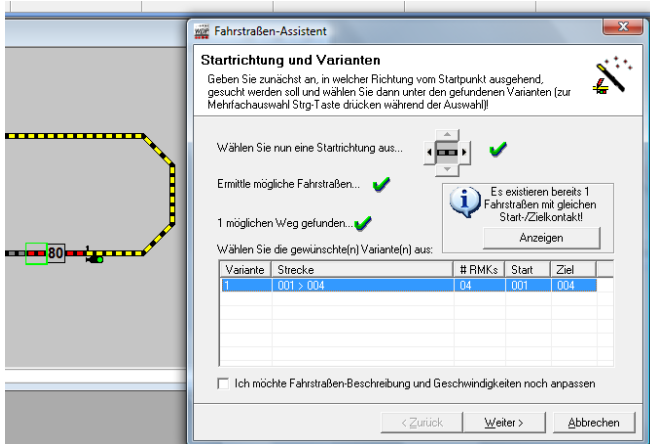 Fahrstraßen-Assistent
Startrichtung und Varianten
Geben Sie zunächst an, in welcher Richtung vom Startpunkt ausgehend,
gesucht werden soll und wählen Sie dann unter den gefundenen Varianten (zur
Mehrfachauswahl Strg-Taste drücken während der Auswahl)!
Wählen Sie nun eine Startrichtung aus...
Ermittle mögliche Fahrstraßen...
Es existieren bereits 1
Fahrstraßen mit gleichen
Start-/Zielkontakt!
Anzeigen
1 möglichen Weg gefunden...
Wählen Sie die gewünschte(n) Variante(n) aus:
Variante Strecke # RMKs Start Ziel
1 001 > 004 04 001 004
80 1
Ich möchte Fahrstraßen-Beschreibung und Geschwindigkeiten noch anpassen
< Zurück Weiter > Abbrechen